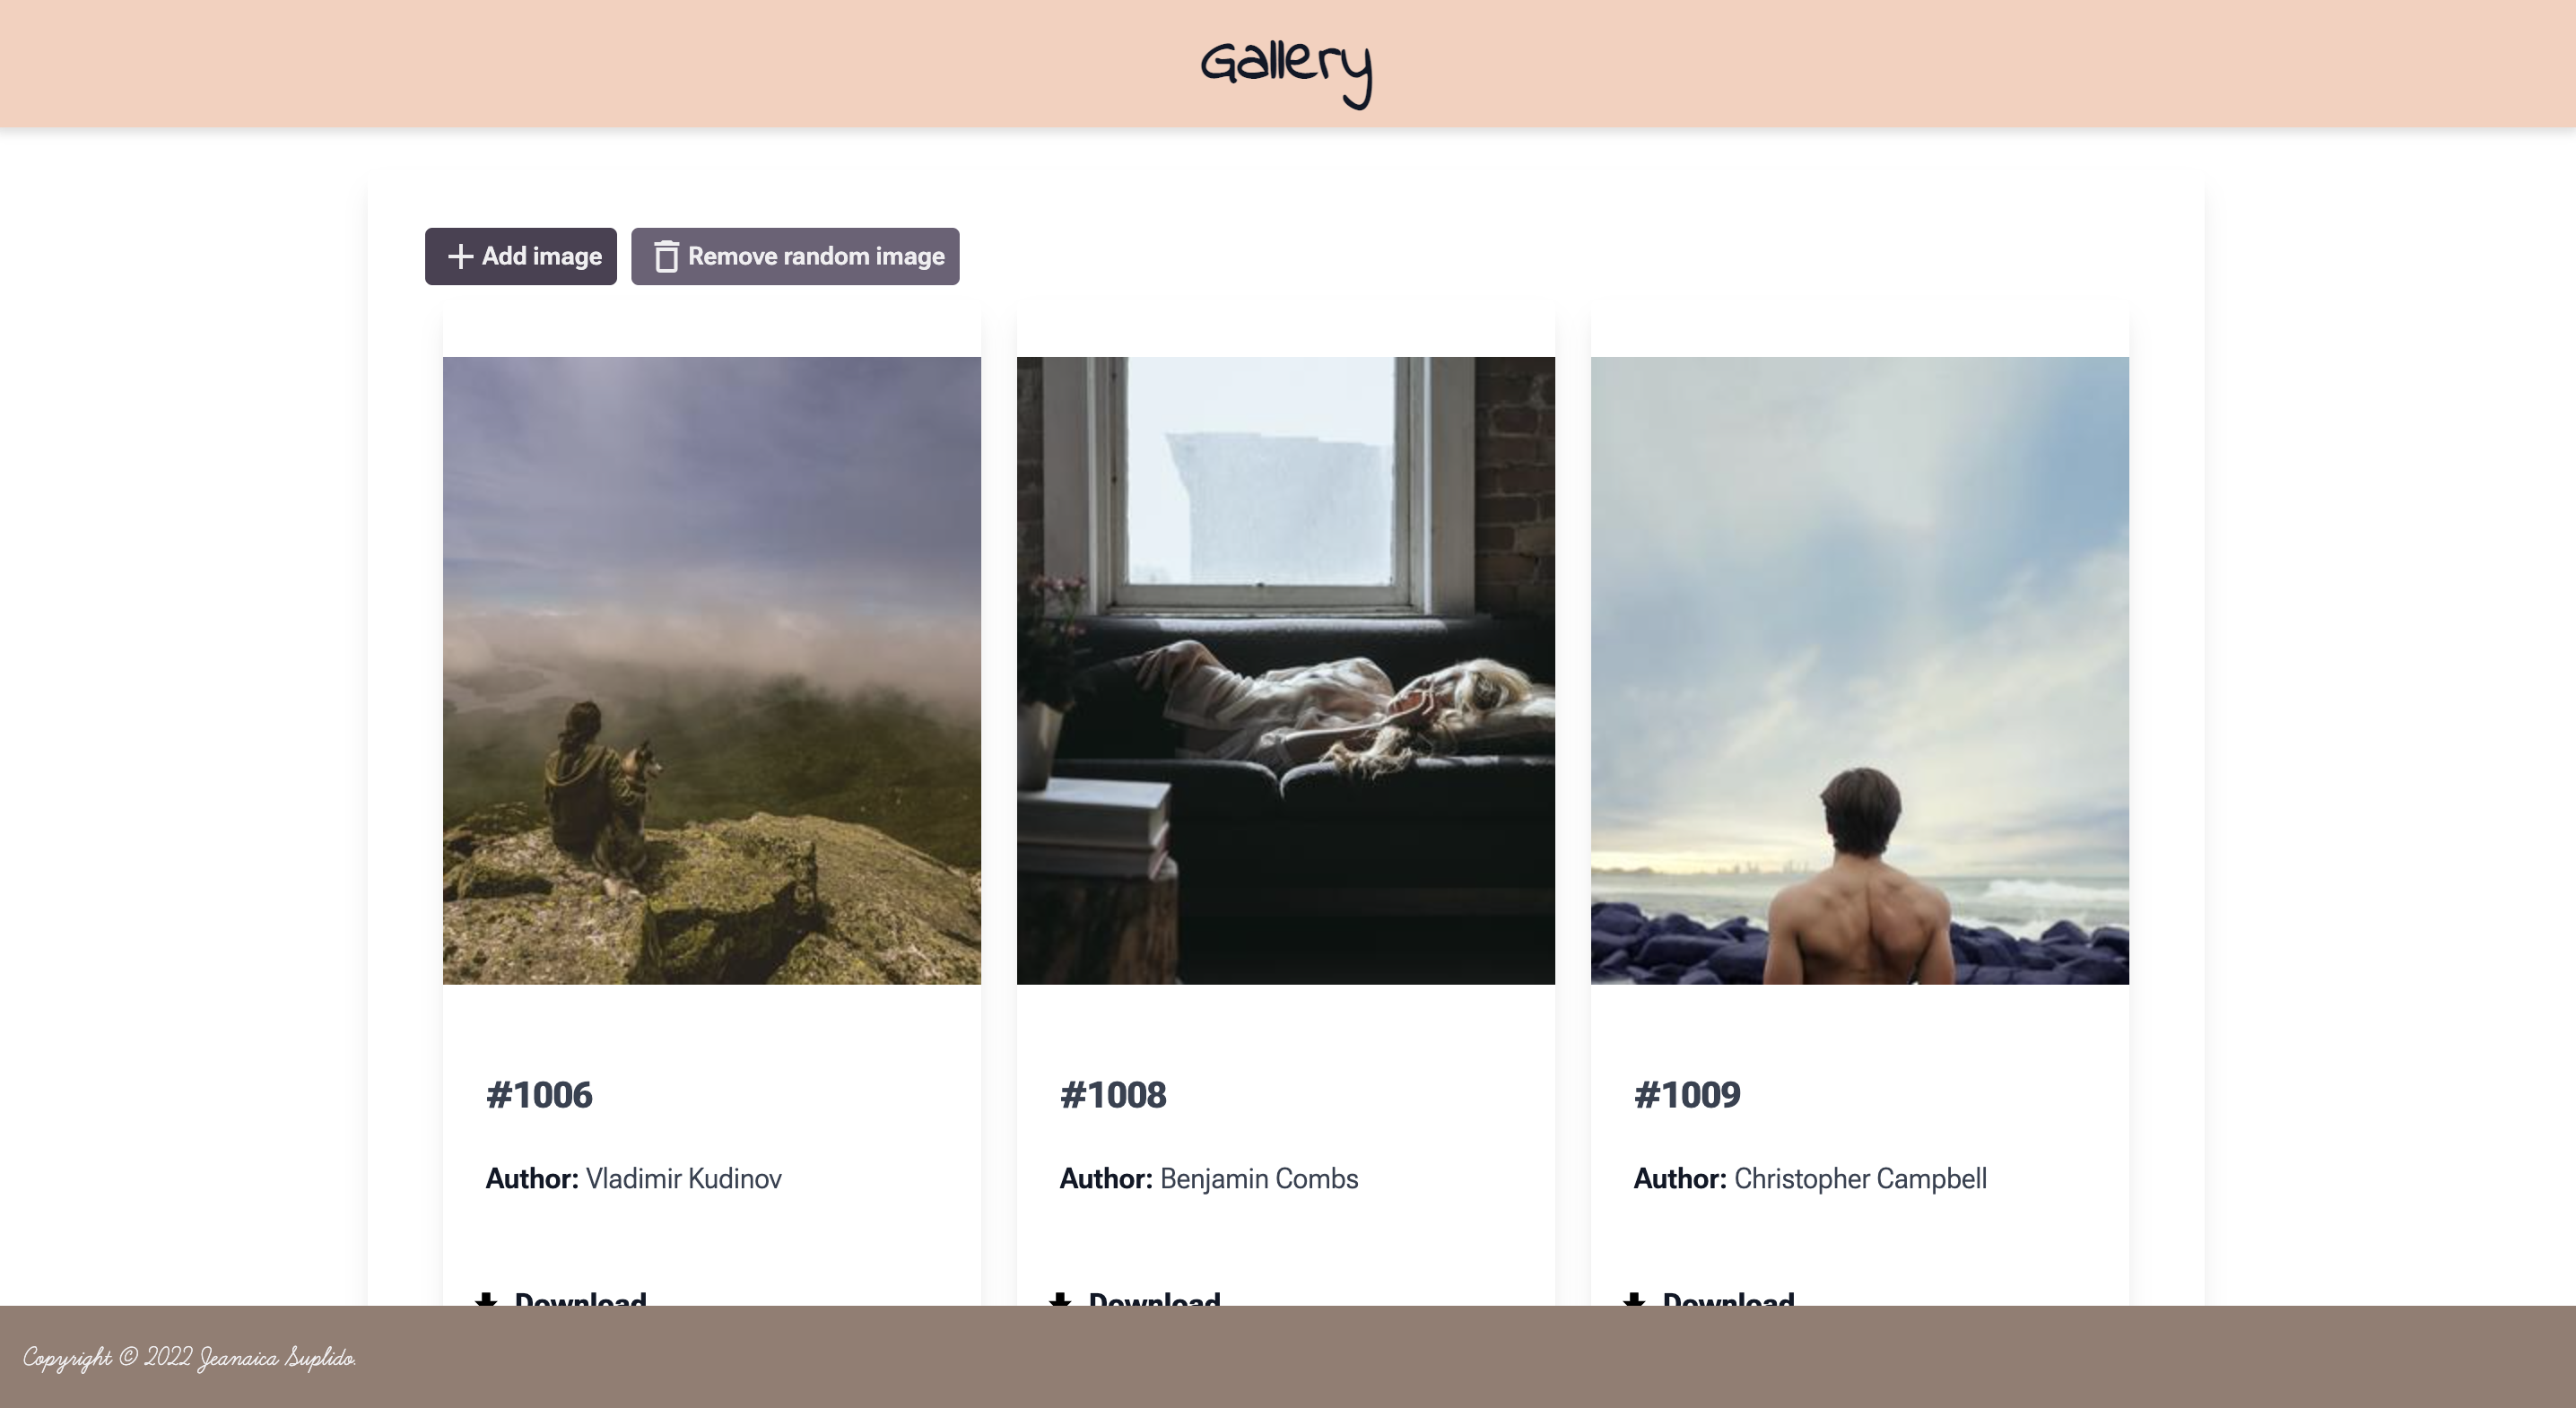 Gallery
Add image
Remove random image
#1006
Author: Vladimir Kudinov
Download
#1008
Author: Benjamin Combs
Download
#1009
Author: Christopher Campbell
Download
Copyright © 2022 Jeanaica Suplido.